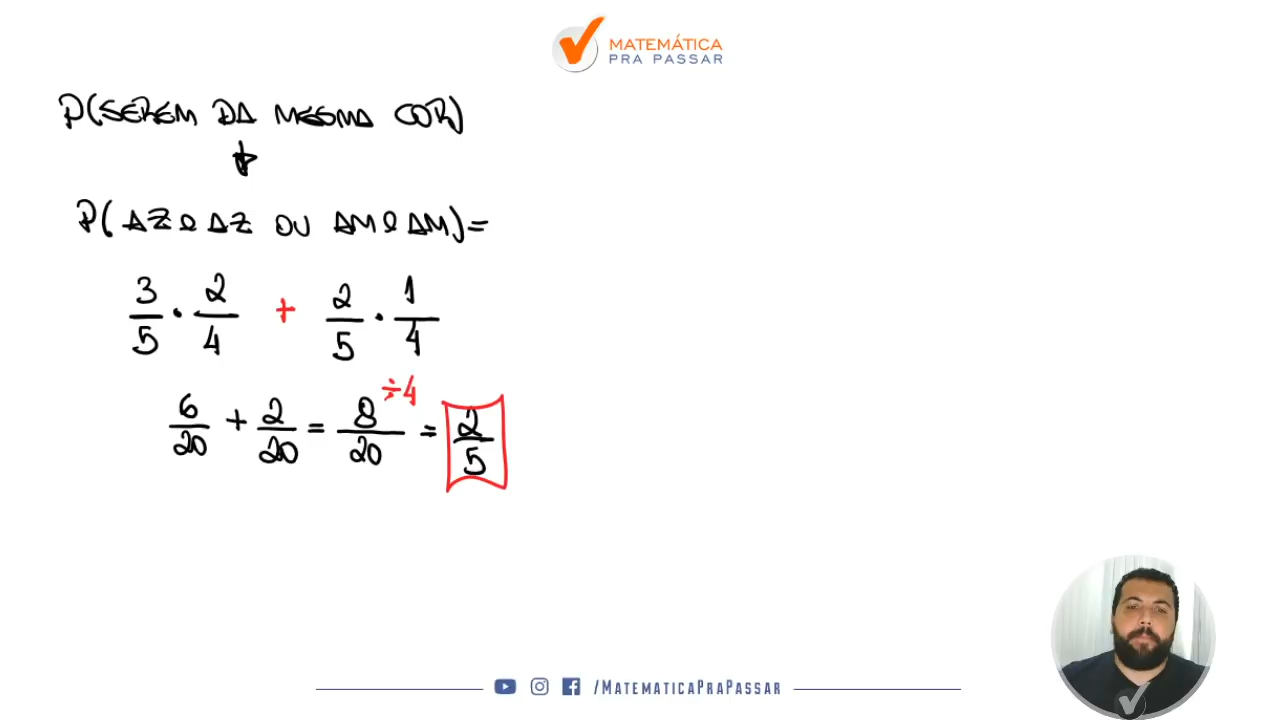 MATEMÁTICA
PRA PASSAR
P(SEREM DA MESMA COR)
P(AZ e AZ OU AM e AM) =
3/5 · 2/4 + 2/5 · 1/4
÷4
6/20 + 2/20 = 8/20 = 2/5
/MATEMATICAPRAPASSAR